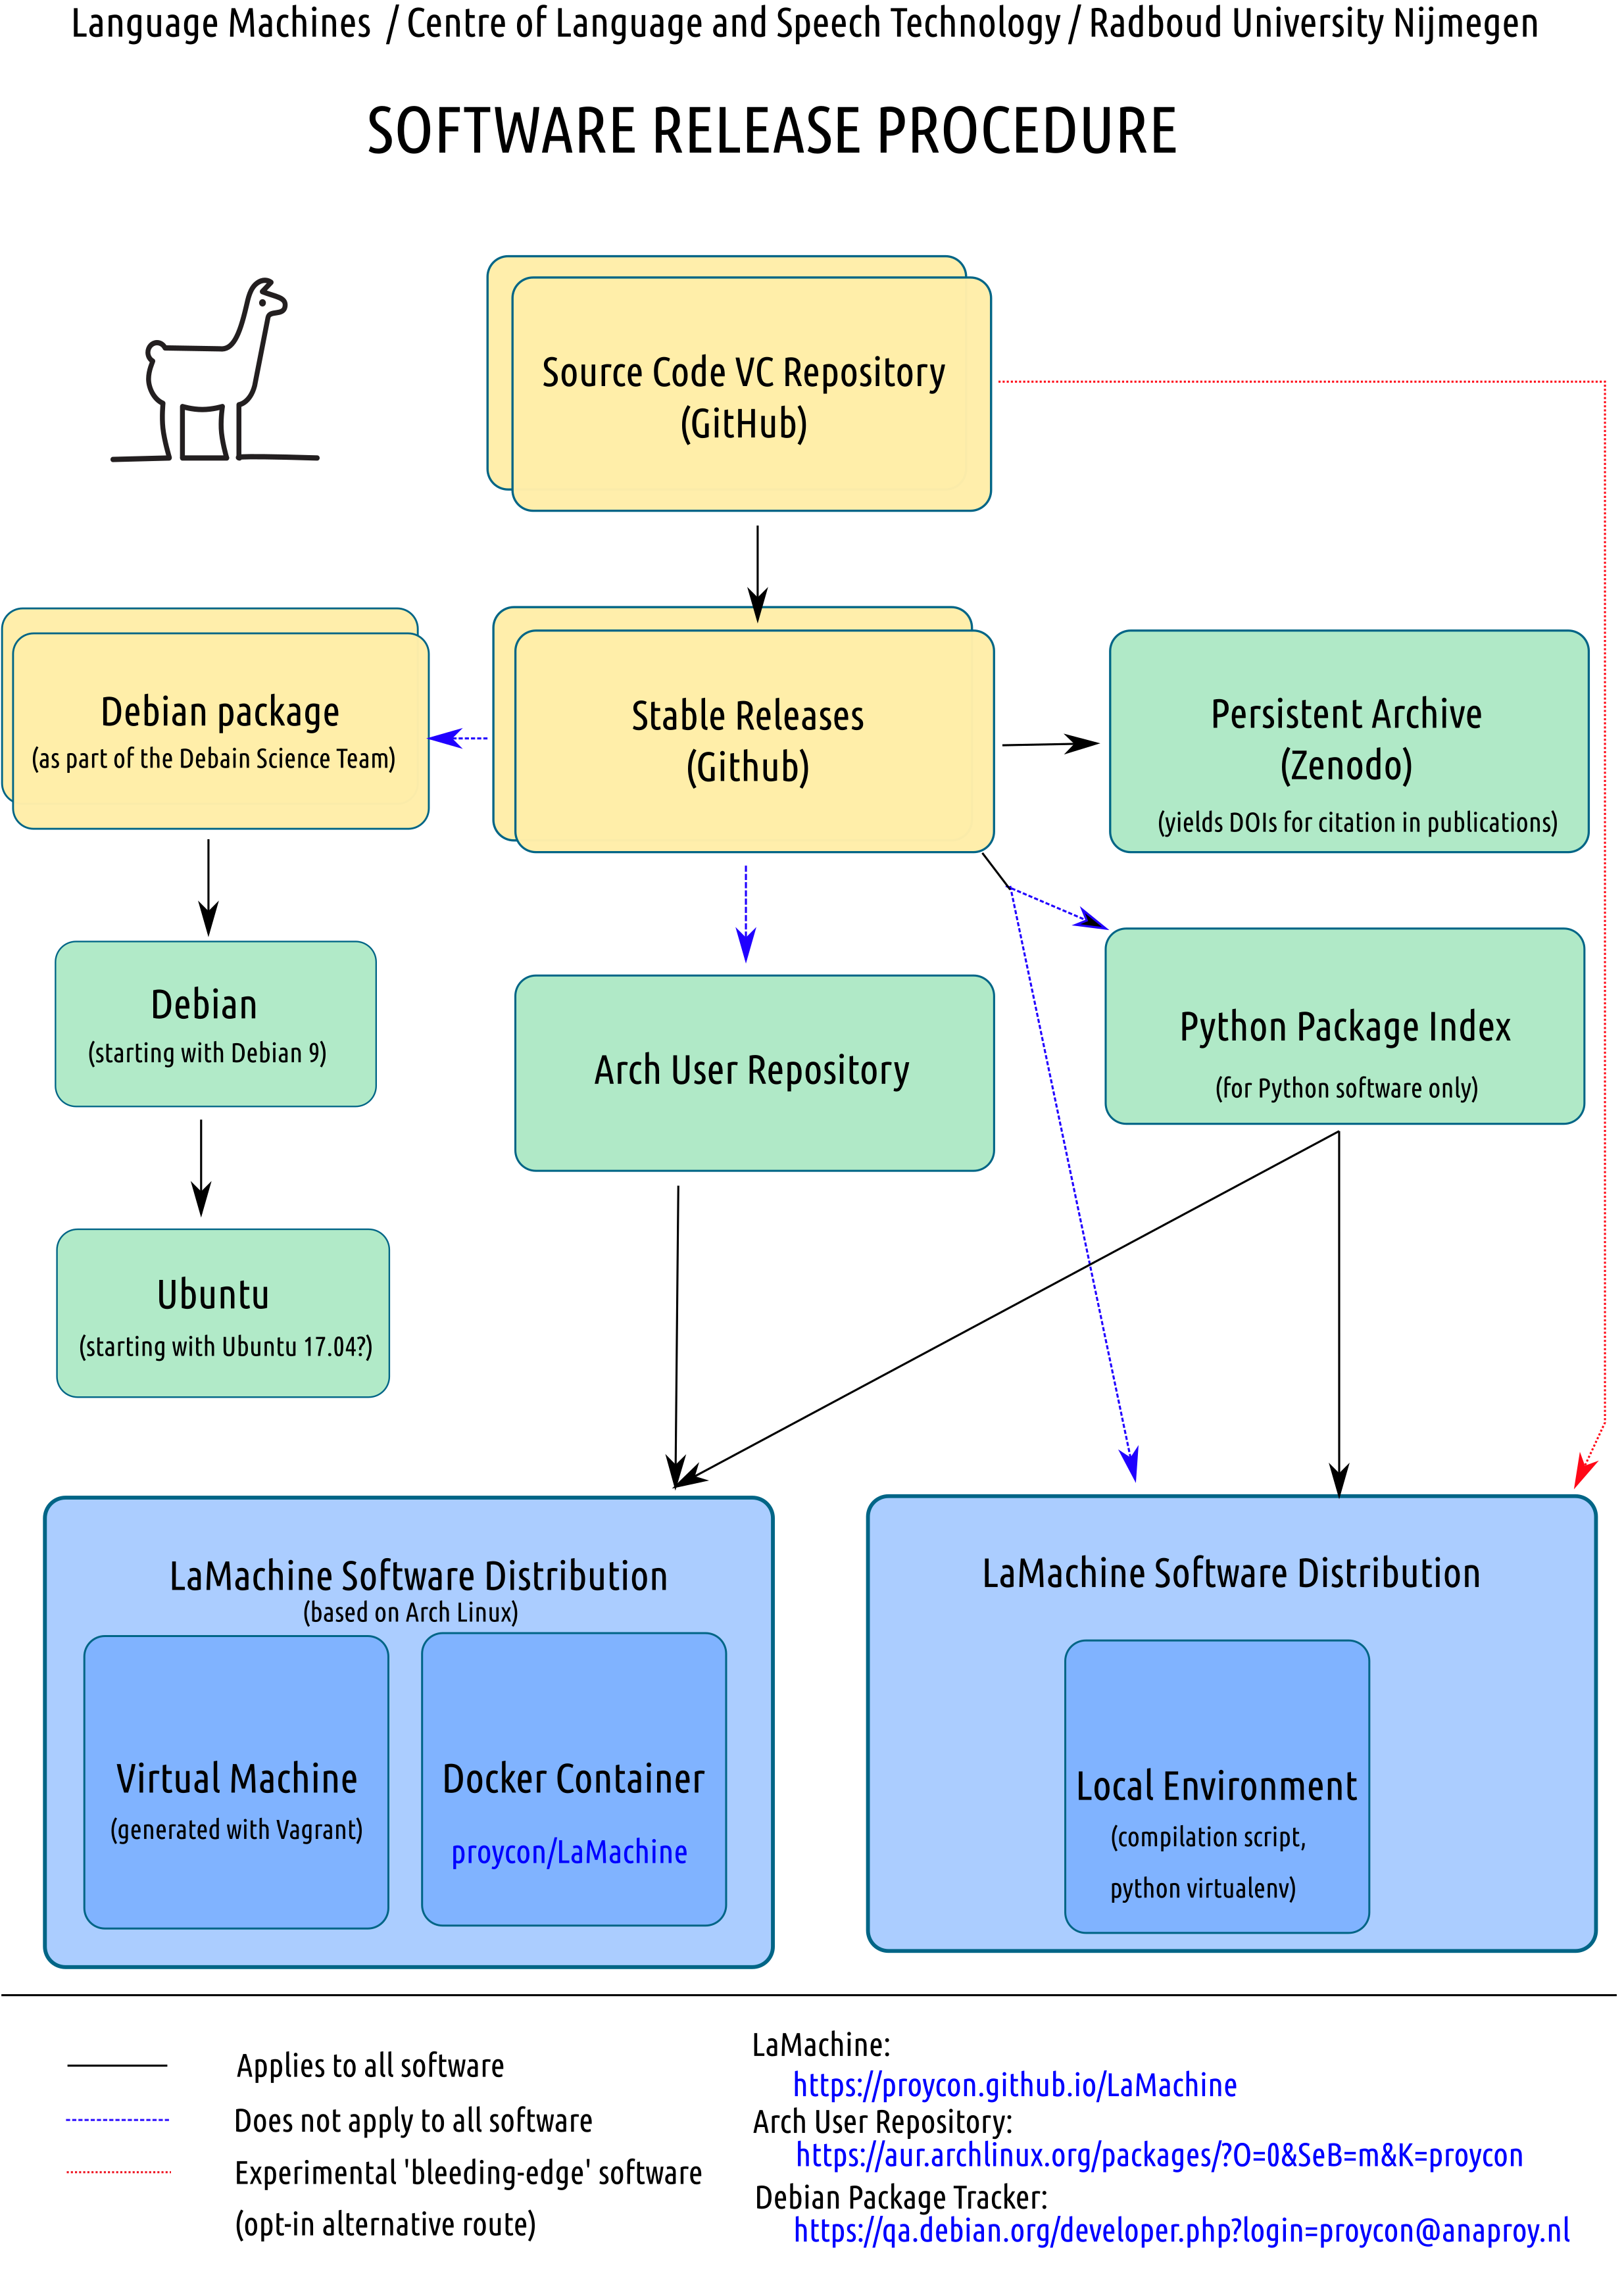 Language Machines / Centre of Language and Speech Technology / Radboud University Nijmegen
SOFTWARE RELEASE PROCEDURE
Source Code VC Repository
(GitHub)
Debian package
(as part of the Debain Science Team)
Stable Releases
(Github)
Persistent Archive
(Zenodo)
(yields DOIs for citation in publications)
Debian
(starting with Debian 9)
Arch User Repository
Python Package Index
(for Python software only)
Ubuntu
(starting with Ubuntu 17.04?)
LaMachine Software Distribution
(based on Arch Linux)
Virtual Machine
(generated with Vagrant)
Docker Container
proycon/LaMachine
LaMachine Software Distribution
Local Environment
(compilation script,
python virtualenv)
Applies to all software
Does not apply to all software
Experimental 'bleeding-edge' software
(opt-in alternative route)
LaMachine:
https://proycon.github.io/LaMachine
Arch User Repository:
https://aur.archlinux.org/packages/?O=0&SeB=m&K=proycon
Debian Package Tracker:
https://qa.debian.org/developer.php?login=proycon@anaproy.nl